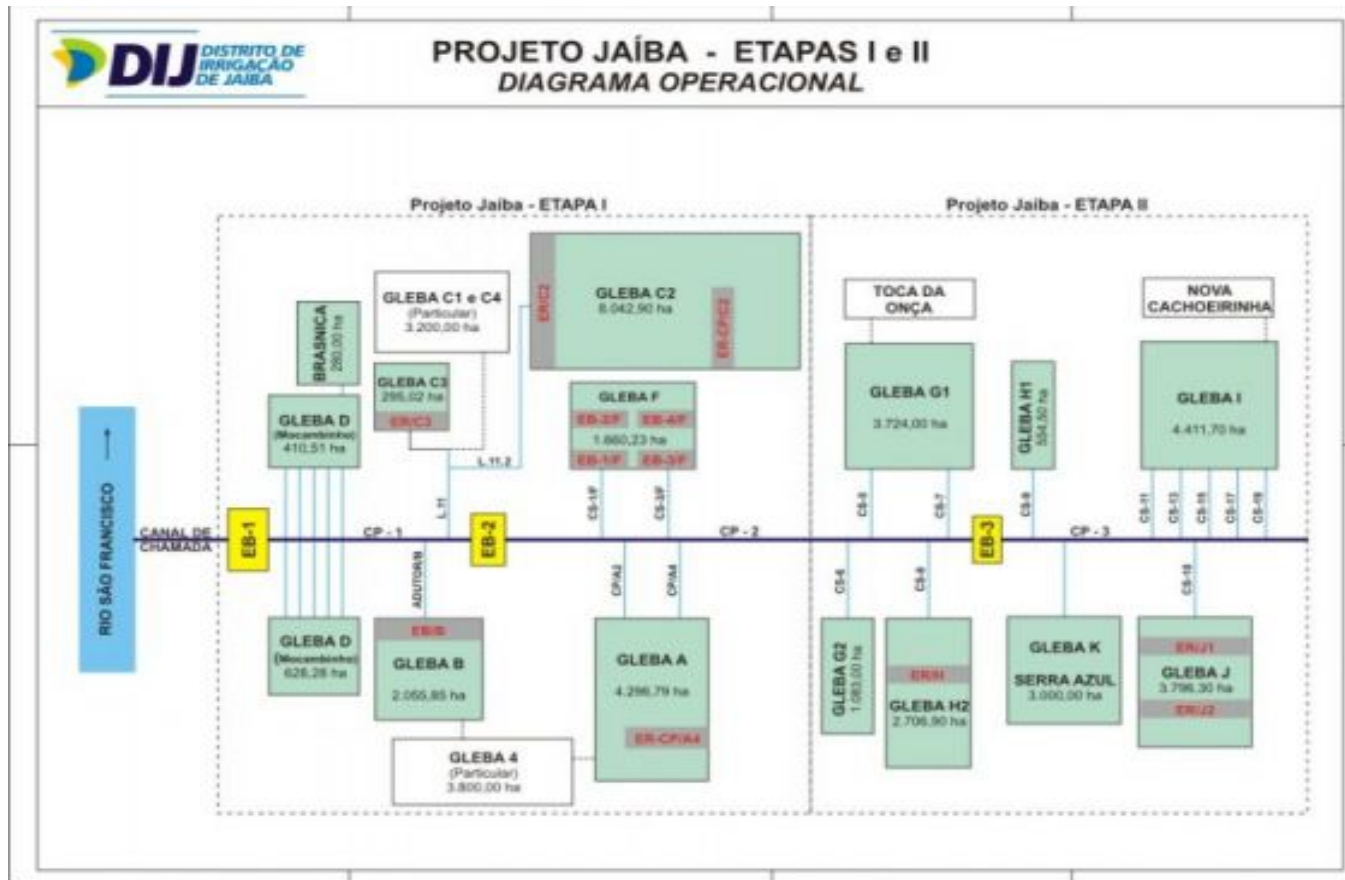 DIJ
DISTRITO DE
IRRIGAÇÃO
DE JAÍBA
PROJETO JAÍBA - ETAPAS I e II
DIAGRAMA OPERACIONAL
Projeto Jaíba - ETAPA I
Projeto Jaíba - ETAPA II
RIO SÃO FRANCISCO
CANAL DE
CHAMADA
EB-1
CP - 1
EB-2
CP - 2
EB-3
CP - 3
BRASNICA
280,00 ha
GLEBA D
(Mocambinho)
410,51 ha
GLEBA C1 e C4
(Particular)
3.200,00 ha
GLEBA C3
295,02 ha
ER/C3
L.11
L.11.2
ER/C2
GLEBA C2
6.042,90 ha
ER-CP/C2
GLEBA F
EB-2/F
EB-4/F
1.660,23 ha
EB-1/F
EB-3/F
CS-1/F
CS-3/F
GLEBA D
(Mocambinho)
628,28 ha
ADUTOR/B
EB/B
GLEBA B
2.055,85 ha
GLEBA 4
(Particular)
3.800,00 ha
CP/A2
CP/A4
GLEBA A
4.296,79 ha
ER-CP/A4
TOCA DA
ONÇA
GLEBA G1
3.724,00 ha
CS-5
CS-7
GLEBA H1
554,50 ha
CS-9
NOVA
CACHOEIRINHA
GLEBA I
4.411,70 ha
CS-11
CS-13
CS-15
CS-17
CS-19
CS-6
GLEBA G2
1.063,00 ha
CS-8
ER/H
GLEBA H2
2.706,90 ha
GLEBA K
SERRA AZUL
3.000,00 ha
CS-10
ER/J1
GLEBA J
3.796,30 ha
ER/J2